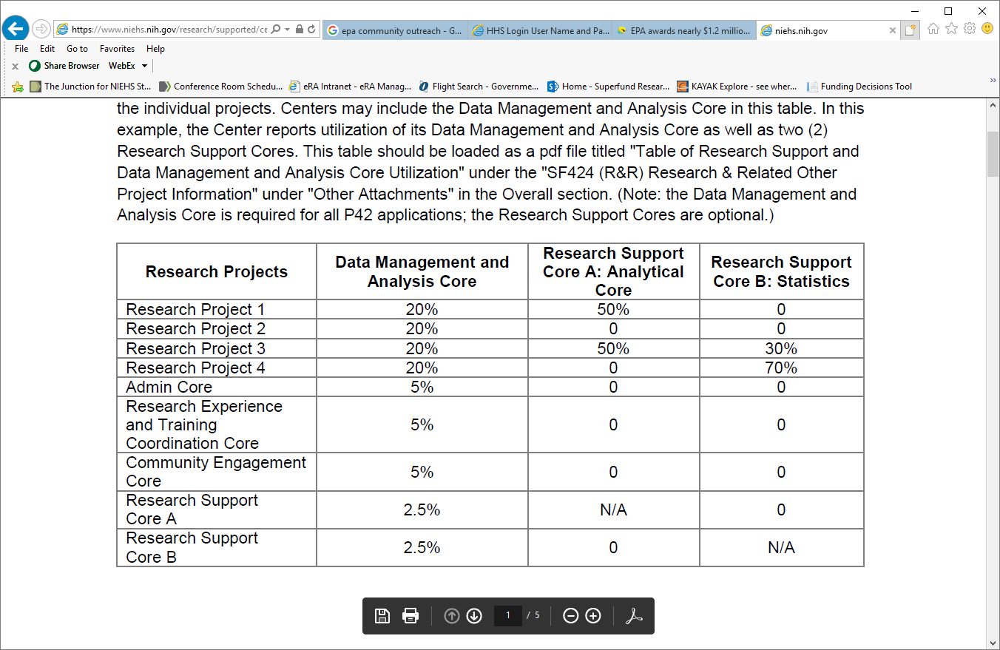 https://www.niehs.nih.gov/research/supported/ce
epa community outreach - G...
HHS Login User Name and Pa...
EPA awards nearly $1.2 millio...
niehs.nih.gov
File Edit Go to Favorites Help
x Share Browser WebEx
The Junction for NIEHS St... Conference Room Schedu... eRA Intranet - eRA Manag... Flight Search - Governme... Home - Superfund Resear... KAYAK Explore - see wher... Funding Decisions Tool
the individual projects. Centers may include the Data Management and Analysis Core in this table. In this
example, the Center reports utilization of its Data Management and Analysis Core as well as two (2)
Research Support Cores. This table should be loaded as a pdf file titled "Table of Research Support and
Data Management and Analysis Core Utilization" under the "SF424 (R&R) Research & Related Other
Project Information" under "Other Attachments" in the Overall section. (Note: the Data Management and
Analysis Core is required for all P42 applications; the Research Support Cores are optional.)
Research Projects
Data Management and
Analysis Core
Research Support
Core A: Analytical
Core
Research Support
Core B: Statistics
Research Project 1 20% 50% 0
Research Project 2 20% 0 0
Research Project 3 20% 50% 30%
Research Project 4 20% 0 70%
Admin Core 5% 0 0
Research Experience
and Training
Coordination Core
5% 0 0
Community Engagement
Core
5% 0 0
Research Support
Core A
2.5% N/A 0
Research Support
Core B
2.5% 0 N/A
1 / 5